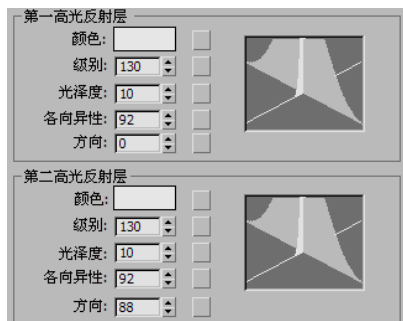 第一高光反射层
颜色:
级别: 130
光泽度: 10
各向异性: 92
方向: 0
第二高光反射层
颜色:
级别: 130
光泽度: 10
各向异性: 92
方向: 88